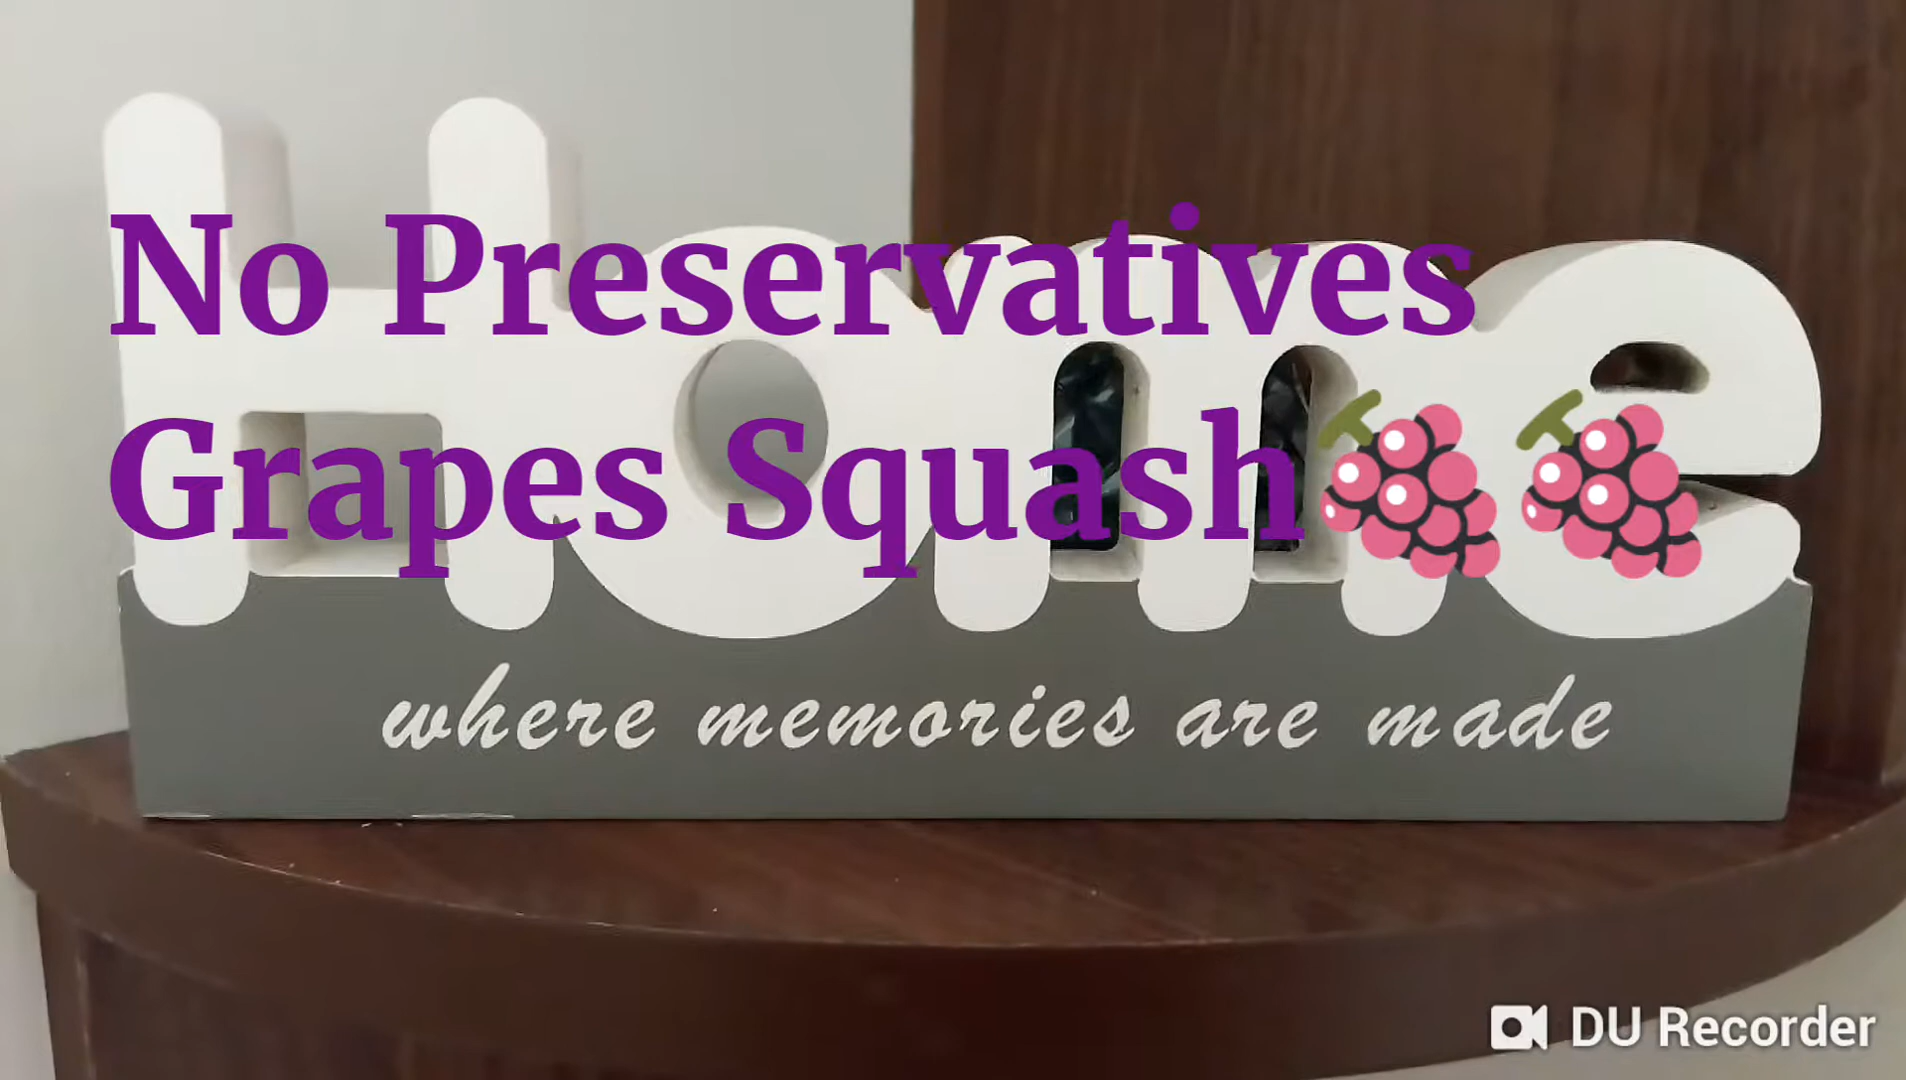 No Preservatives
Grapes Squash🍇🍇
Home
where memories are made
DU Recorder